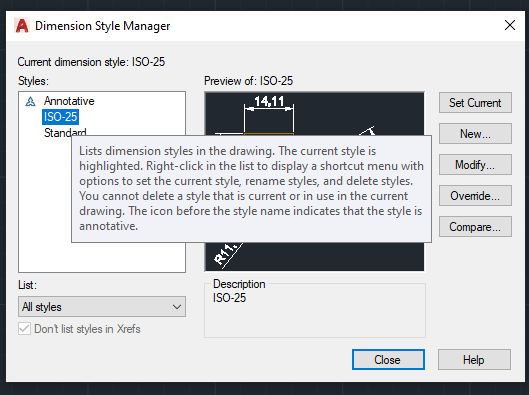 Dimension Style Manager
Current dimension style: ISO-25
Styles:
Annotative
ISO-25
Standard
Preview of: ISO-25
14,11
R11,
Lists dimension styles in the drawing. The current style is
highlighted. Right-click in the list to display a shortcut menu with
options to set the current style, rename styles, and delete styles.
You cannot delete a style that is current or in use in the current
drawing. The icon before the style name indicates that the style is
annotative.
Set Current
New...
Modify...
Override...
Compare...
List:
All styles
Don't list styles in Xrefs
Description
ISO-25
Close
Help